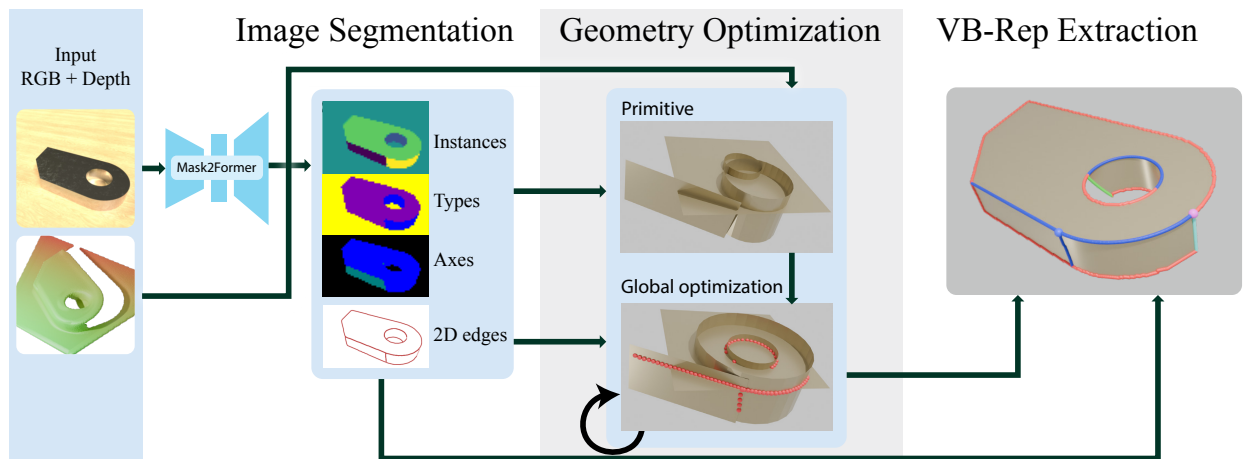 Image Segmentation
Geometry Optimization
VB-Rep Extraction
Input
RGB + Depth
Mask2Former
Instances
Types
Axes
2D edges
Primitive
Global optimization